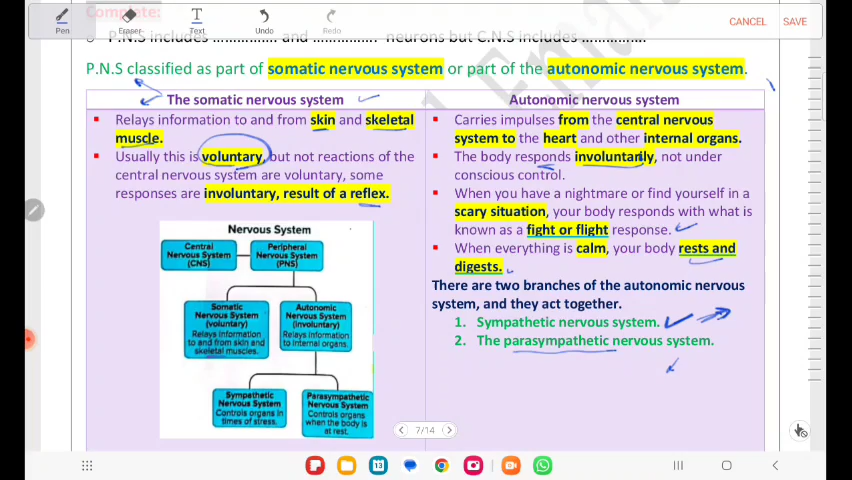 Complete:
Pen
Eraser
Text
Undo
Redo
CANCEL
SAVE
P.N.S includes ................ and ................ neurons but C.N.S includes ................
P.N.S classified as part of somatic nervous system or part of the autonomic nervous system.
The somatic nervous system
Relays information to and from skin and skeletal
muscle.
Usually this is voluntary, but not reactions of the
central nervous system are voluntary, some
responses are involuntary, result of a reflex.
Nervous System
Central
Nervous System
(CNS)
Peripheral
Nervous System
(PNS)
Somatic
Nervous System
(voluntary)
Relays information
to and from skin and
skeletal muscles.
Autonomic
Nervous System
(involuntary)
Relays information
to internal organs.
Sympathetic
Nervous System
Controls organs in
times of stress.
Parasympathetic
Nervous System
Controls organs
when the body is
at rest.
Autonomic nervous system
Carries impulses from the central nervous
system to the heart and other internal organs.
The body responds involuntarily, not under
conscious control.
When you have a nightmare or find yourself in a
scary situation, your body responds with what is
known as a fight or flight response.
When everything is calm, your body rests and
digests.
There are two branches of the autonomic nervous
system, and they act together.
1. Sympathetic nervous system.
2. The parasympathetic nervous system.
7/14
13